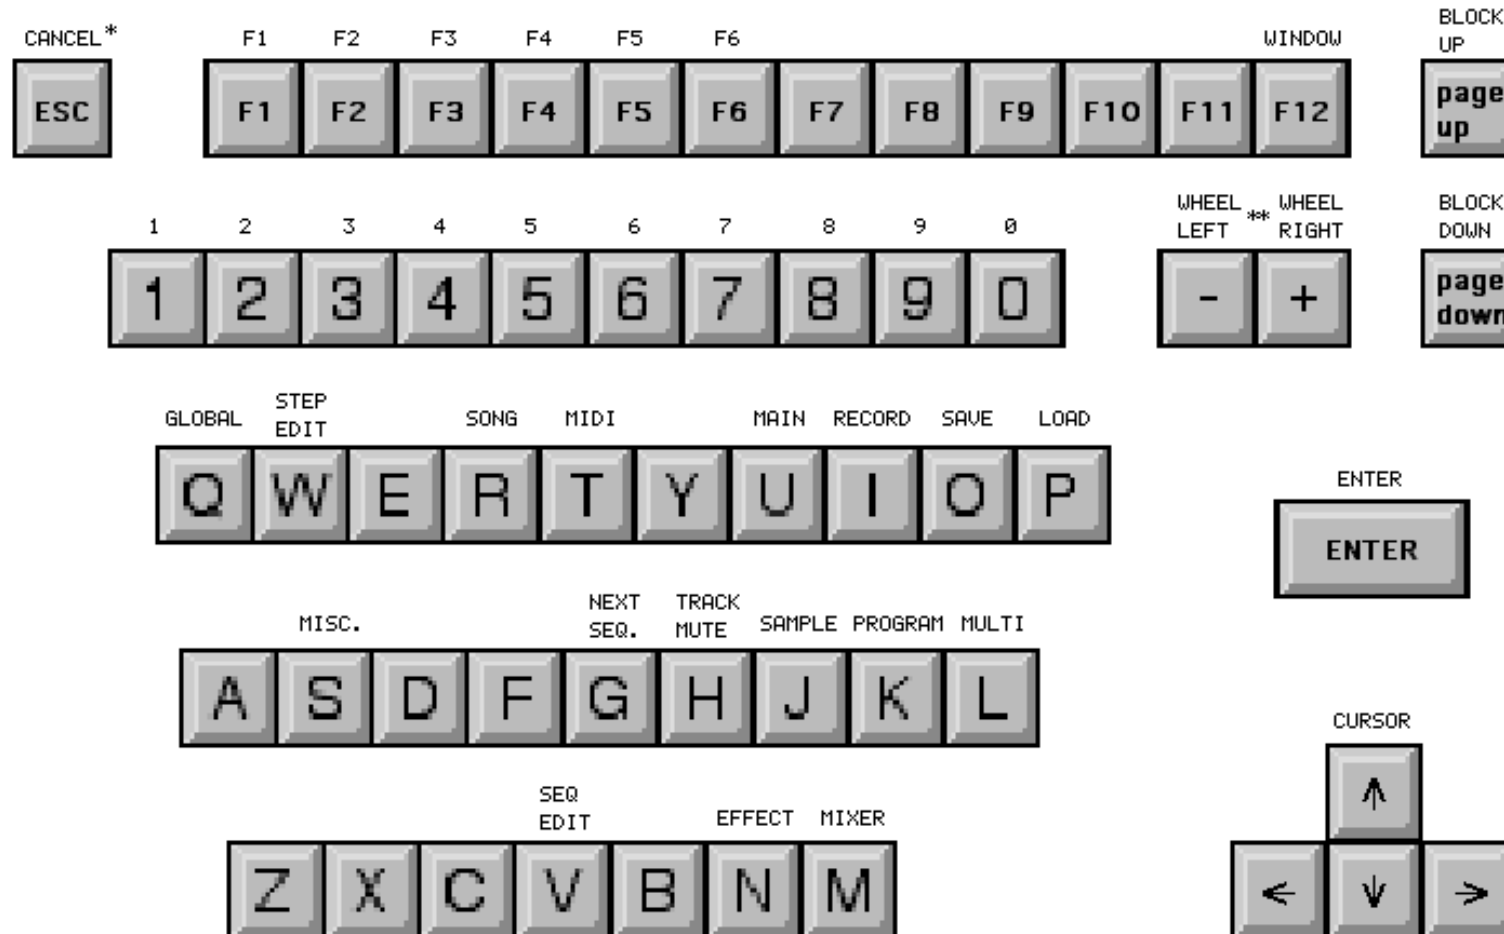 CANCEL* F1 F2 F3 F4 F5 F6 WINDOW BLOCK
UP
ESC F1 F2 F3 F4 F5 F6 F7 F8 F9 F10 F11 F12 page
up
WHEEL ** WHEEL BLOCK
1 2 3 4 5 6 7 8 9 0 LEFT RIGHT DOWN
1 2 3 4 5 6 7 8 9 0 - + page
down
STEP
GLOBAL EDIT SONG MIDI MAIN RECORD SAVE LOAD
Q W E R T Y U I O P
ENTER
ENTER
NEXT TRACK
MISC. SEQ. MUTE SAMPLE PROGRAM MULTI
A S D F G H J K L
CURSOR
↑
SEQ
EDIT EFFECT MIXER
Z X C V B N M ← ↓ →